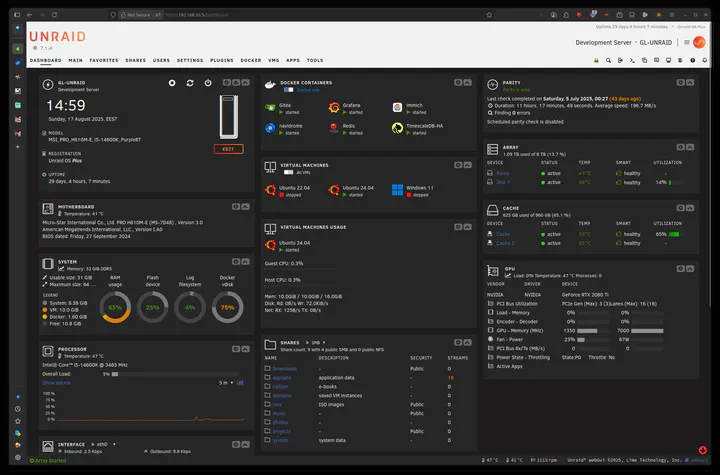 Not Secure
https://192.168.33.5/Dashboard
UNRAID
7.1.4
Uptime 29 days, 4 hours, 7 minutes
Unraid OS Plus
Development Server • GL-UNRAID
DASHBOARD MAIN FAVORITES SHARES USERS SETTINGS PLUGINS DOCKER VMS APPS TOOLS
GL-UNRAID
Development Server
14:59
Sunday, 17 August 2025, EEST
MODEL
MSI_PRO_H610M-E_i5-14600K_PurpleBT
REGISTRATION
Unraid OS Plus
UPTIME
29 days, 4 hours, 7 minutes
EDIT
MOTHERBOARD
Temperature: 41 °C
Micro-Star International Co., Ltd. PRO H610M-E (MS-7D48) , Version 3.0
American Megatrends International, LLC., Version 1.A0
BIOS dated: Friday, 27 September 2024
SYSTEM
Memory: 32 GiB DDR5
Usable size: 31 GiB
Maximum size: 64 ...
LEGEND
System: 8.59 GiB
VM: 10.0 GiB
Docker: 1.60 GiB
Free: 10.8 GiB
RAM usage
65%
Flash device
25%
Log filesystem
4%
Docker vdisk
75%
PROCESSOR
Temperature: 47 °C
Intel® Core™ i5-14600K @ 3485 MHz
Overall Load: 5%
Show details
5 m
100 %
75 %
50 %
25 %
0 %
INTERFACE > eth0
Inbound: 2.5 Kbps
Outbound: 9.8 Kbps
DOCKER CONTAINERS
Started only
Gitea
started
Grafana
started
immich
started
navidrome
started
Redis
started
TimescaleDB-HA
started
VIRTUAL MACHINES
All VMs
Ubuntu 22.04
stopped
Ubuntu 24.04
started
Windows 11
stopped
VIRTUAL MACHINES USAGE
Ubuntu 24.04
started
Guest CPU: 0.3%
Host CPU: 0.3%
Mem: 10.0GiB / 10.0GiB / 16.0GiB
Disk: Rd: 0B/s Wr: 72.0KiB/s
Net: RX: 125B/s TX: 0B/s
SHARES > SMB
Share count: 9 with 4 public SMB and 0 public NFS
NAME DESCRIPTION SECURITY STREAMS
downloads - Public 0
appdata application data - 16
calibre e-books - 0
domains saved VM instances - 0
isos ISO images Public 0
music - Public 0
photos - - 0
projects - Public 0
system system data - 0
PARITY
Parity is valid
Last check completed on Saturday, 5 July 2025, 00:27 (43 days ago)
Duration: 11 hours, 17 minutes, 49 seconds. Average speed: 196.7 MB/s
Finding 0 errors
Scheduled parity check is disabled
ARRAY
1.09 TB used of 8 TB (13.7 %)
DEVICE STATUS TEMP SMART UTILIZATION
Parity active healthy -
Disk 1 active healthy 14%
CACHE
625 GB used of 960 GB (65.1 %)
DEVICE STATUS TEMP SMART UTILIZATION
Cache active healthy 65%
Cache 2 active healthy -
GPU
Load: 0% Temperature: 47 °C Processes: 0
VENDOR DRIVER DEVICE
NVIDIA NVIDIA GeForce RTX 2080 Ti
PCI Bus Utilization PCIe Gen (Max): 3 (3)Lanes (Max): 16 (16)
Load - Memory 0% 0%
Encoder - Decoder 0% 0%
GPU - Memory (MHz) 1350 7000
Fan - Power 23% 67W
PCI Bus Rx/Tx (MB/s) 0 0
Power State - Throttling State:P0 Throttle: No
Active Apps
Array Started
47 °C 41 °C 1113 rpm Unraid® webGui ©2025, Lime Technology, Inc. manual